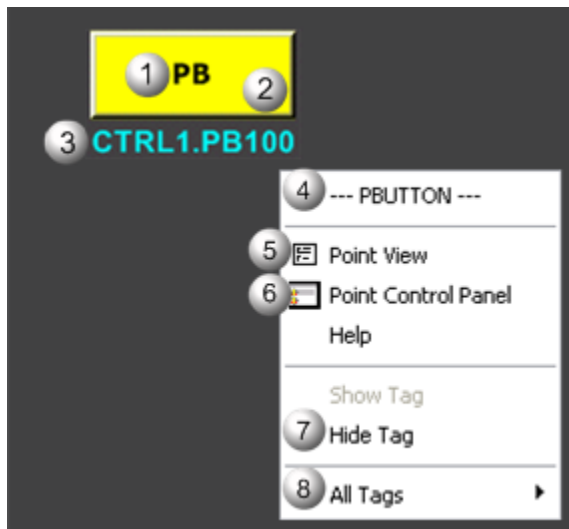 1 PB 2
3 CTRL1.PB100
4 --- PBUTTON ---
5 Point View
6 Point Control Panel
Help
Show Tag
7 Hide Tag
8 All Tags